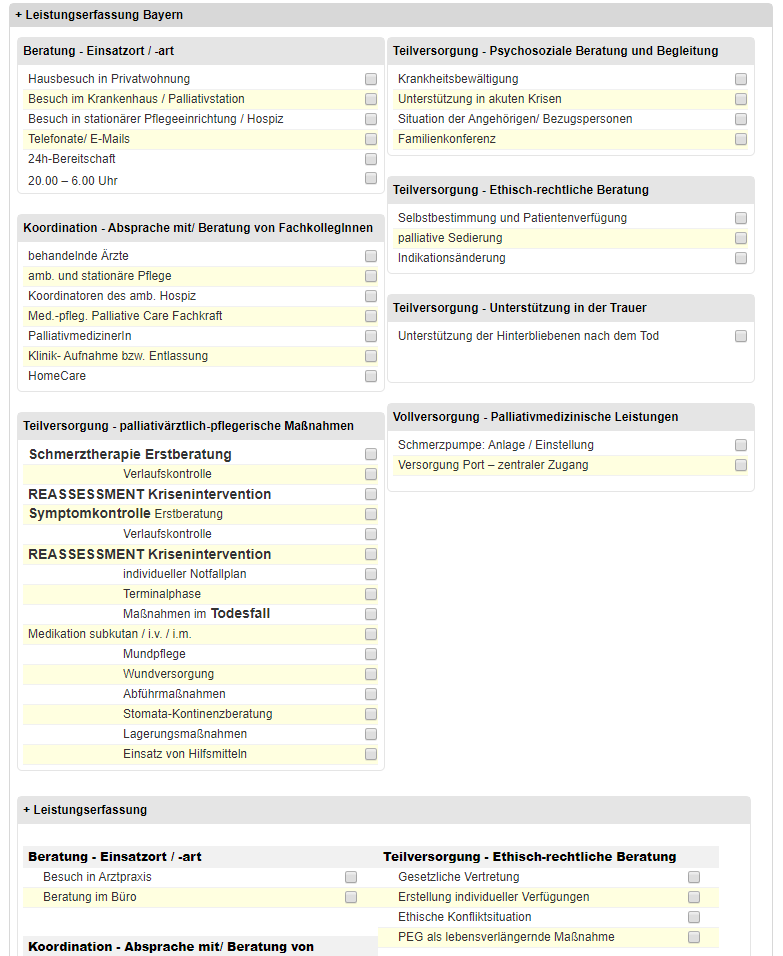 + Leistungserfassung Bayern
Beratung - Einsatzort / -art
Hausbesuch in Privatwohnung
Besuch im Krankenhaus / Palliativstation
Besuch in stationärer Pflegeeinrichtung / Hospiz
Telefonate/ E-Mails
24h-Bereitschaft
20.00 – 6.00 Uhr
Koordination - Absprache mit/ Beratung von FachkollegInnen
behandelnde Ärzte
amb. und stationäre Pflege
Koordinatoren des amb. Hospiz
Med.-pfleg. Palliative Care Fachkraft
PalliativmedizinerIn
Klinik- Aufnahme bzw. Entlassung
HomeCare
Teilversorgung - palliativärztlich-pflegerische Maßnahmen
Schmerztherapie Erstberatung
Verlaufskontrolle
REASSESSMENT Krisenintervention
Symptomkontrolle Erstberatung
Verlaufskontrolle
REASSESSMENT Krisenintervention
individueller Notfallplan
Terminalphase
Maßnahmen im Todesfall
Medikation subkutan / i.v. / i.m.
Mundpflege
Wundversorgung
Abführmaßnahmen
Stomata-Kontinenzberatung
Lagerungsmaßnahmen
Einsatz von Hilfsmitteln
Teilversorgung - Psychosoziale Beratung und Begleitung
Krankheitsbewältigung
Unterstützung in akuten Krisen
Situation der Angehörigen/ Bezugspersonen
Familienkonferenz
Teilversorgung - Ethisch-rechtliche Beratung
Selbstbestimmung und Patientenverfügung
palliative Sedierung
Indikationsänderung
Teilversorgung - Unterstützung in der Trauer
Unterstützung der Hinterbliebenen nach dem Tod
Vollversorgung - Palliativmedizinische Leistungen
Schmerzpumpe: Anlage / Einstellung
Versorgung Port – zentraler Zugang
+ Leistungserfassung
Beratung - Einsatzort / -art
Besuch in Arztpraxis
Beratung im Büro
Koordination - Absprache mit/ Beratung von
Teilversorgung - Ethisch-rechtliche Beratung
Gesetzliche Vertretung
Erstellung individueller Verfügungen
Ethische Konfliktsituation
PEG als lebensverlängernde Maßnahme